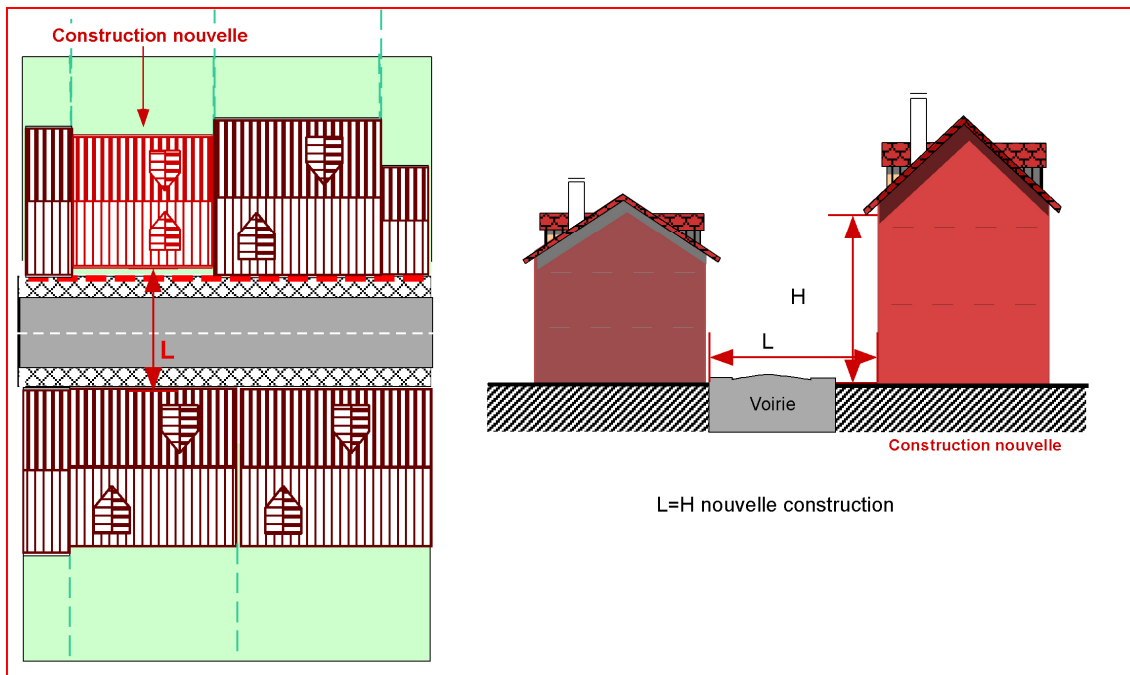 Construction nouvelle
L
H
L
Voirie
Construction nouvelle
L=H nouvelle construction